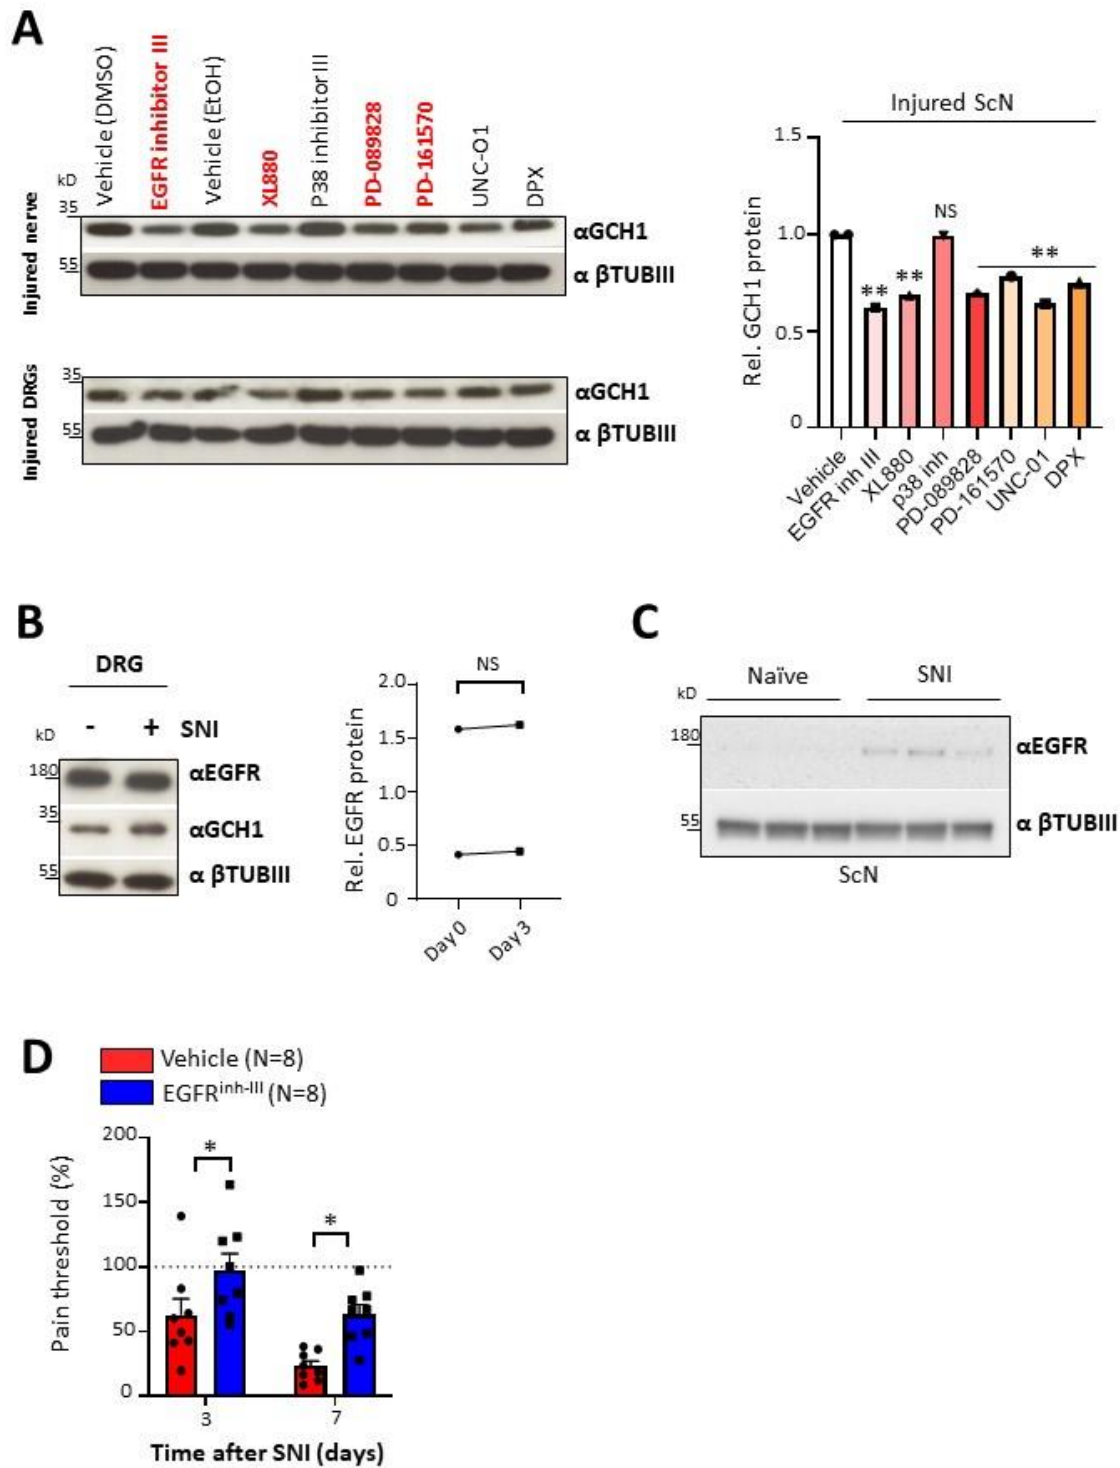 A
Vehicle (DMSO)
EGFR inhibitor III
Vehicle (EtOH)
XL880
P38 inhibitor III
PD-089828
PD-161570
UNC-O1
DPX
kD
Injured nerve
35
αGCH1
55
α βTUBIII
Injured DRGs
35
αGCH1
55
α βTUBIII
Injured ScN
Rel. GCH1 protein
1.5
1.0
0.5
0
**
**
NS
**
Vehicle
EGFR inh III
XL880
p38 inh
PD-089828
PD-161570
UNC-01
DPX
B
DRG
- + SNI
kD
180
αEGFR
35
αGCH1
55
α βTUBIII
NS
Rel. EGFR protein
2.0
1.5
1.0
0.5
0
Day 0
Day 3
C
Naïve SNI
kD
180
αEGFR
55
α βTUBIII
ScN
D
Vehicle (N=8)
EGFRinh-III (N=8)
Pain threshold (%)
200
150
100
50
0
*
*
3 7
Time after SNI (days)